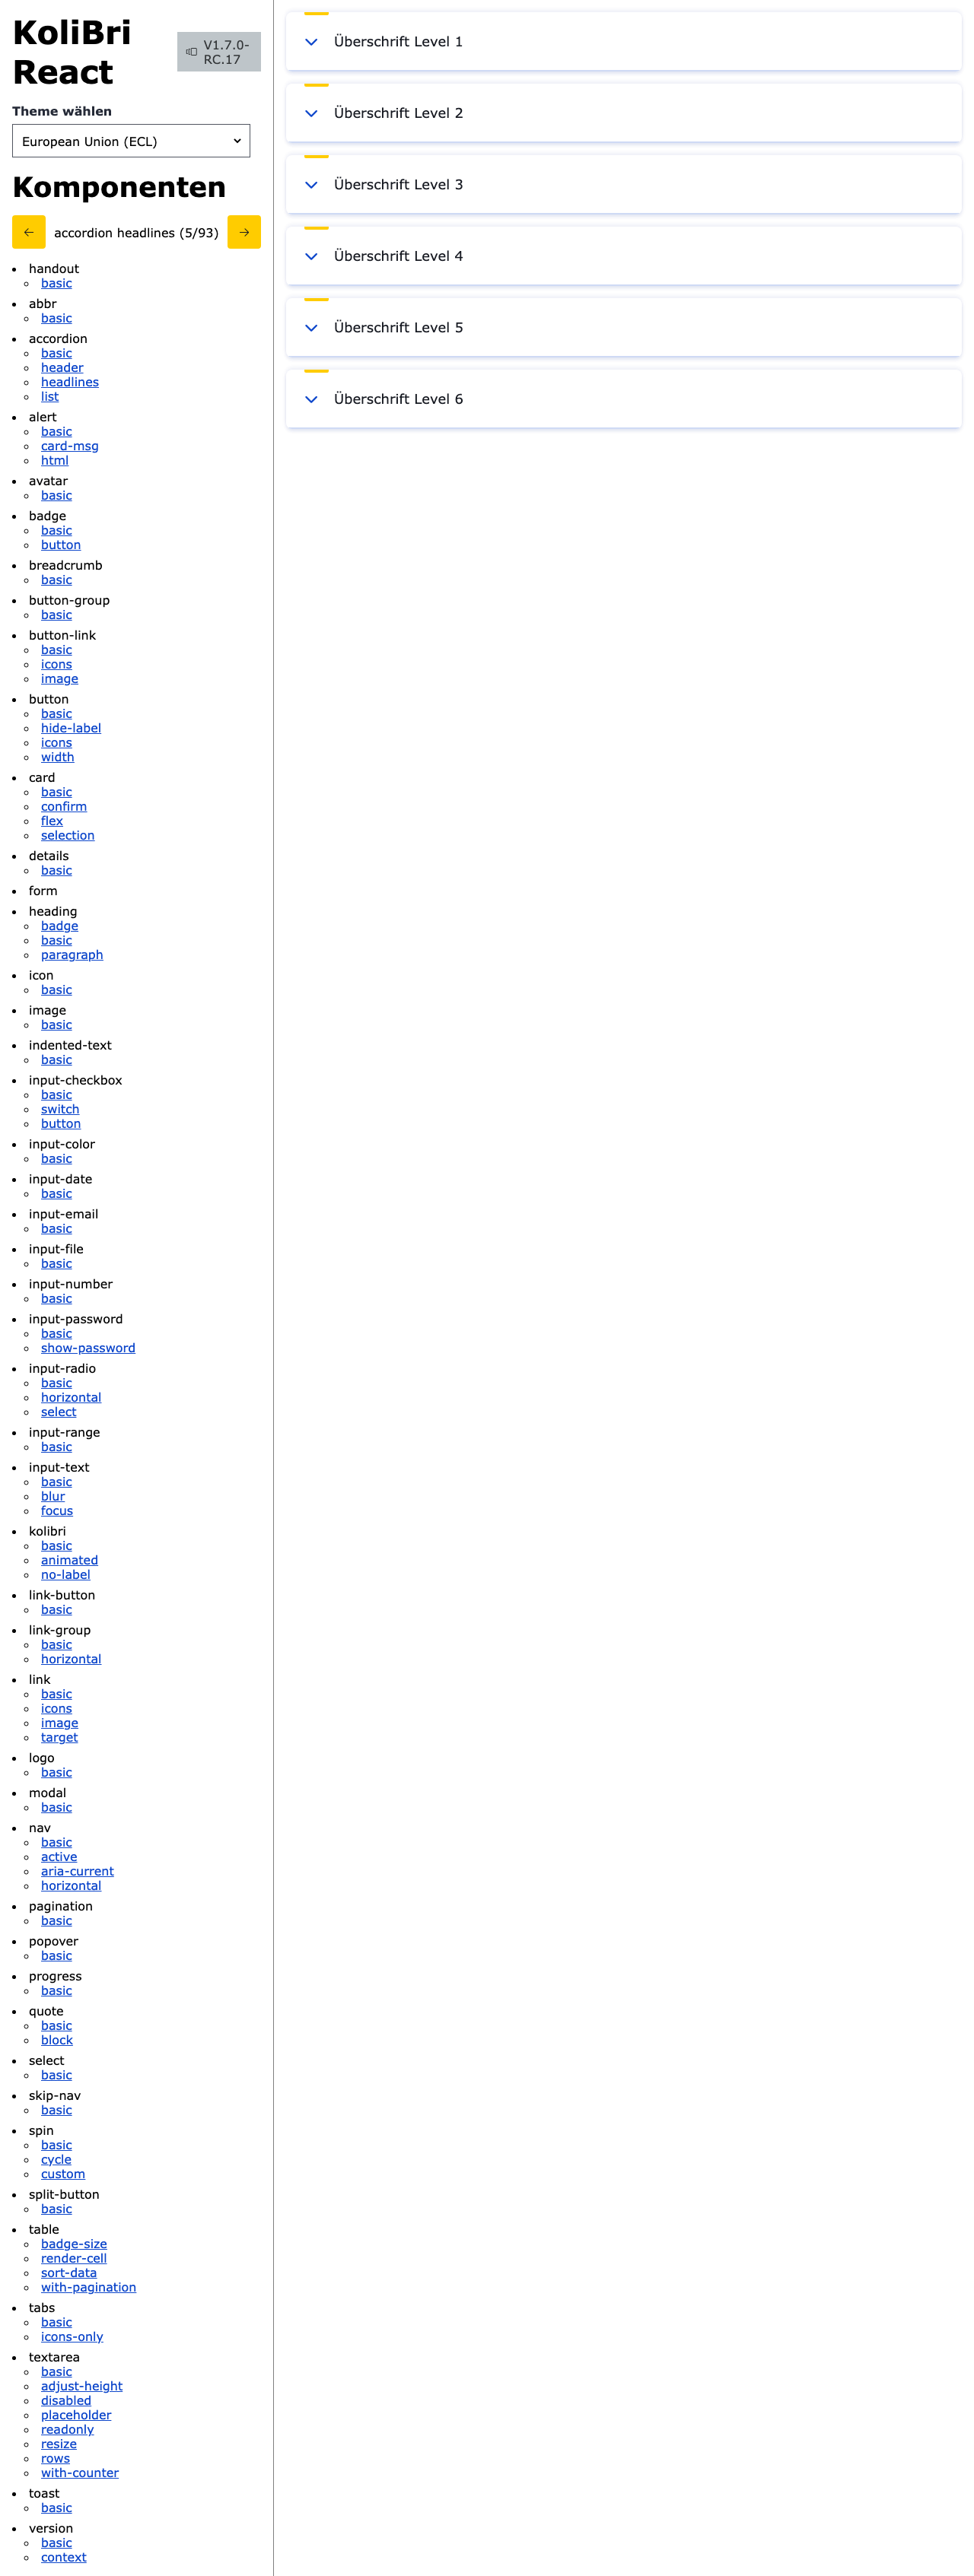 KoliBri
React
V1.7.0-
RC.17
Theme wählen
European Union (ECL)
Komponenten
accordion headlines (5/93)
handout
basic
abbr
basic
accordion
basic
header
headlines
list
alert
basic
card-msg
html
avatar
basic
badge
basic
button
breadcrumb
basic
button-group
basic
button-link
basic
icons
image
button
basic
hide-label
icons
width
card
basic
confirm
flex
selection
details
basic
form
heading
badge
basic
paragraph
icon
basic
image
basic
indented-text
basic
input-checkbox
basic
switch
button
input-color
basic
input-date
basic
input-email
basic
input-file
basic
input-number
basic
input-password
basic
show-password
input-radio
basic
horizontal
select
input-range
basic
input-text
basic
blur
focus
kolibri
basic
animated
no-label
link-button
basic
link-group
basic
horizontal
link
basic
icons
image
target
logo
basic
modal
basic
nav
basic
active
aria-current
horizontal
pagination
basic
popover
basic
progress
basic
quote
basic
block
select
basic
skip-nav
basic
spin
basic
cycle
custom
split-button
basic
table
badge-size
render-cell
sort-data
with-pagination
tabs
basic
icons-only
textarea
basic
adjust-height
disabled
placeholder
readonly
resize
rows
with-counter
toast
basic
version
basic
context
Überschrift Level 1
Überschrift Level 2
Überschrift Level 3
Überschrift Level 4
Überschrift Level 5
Überschrift Level 6